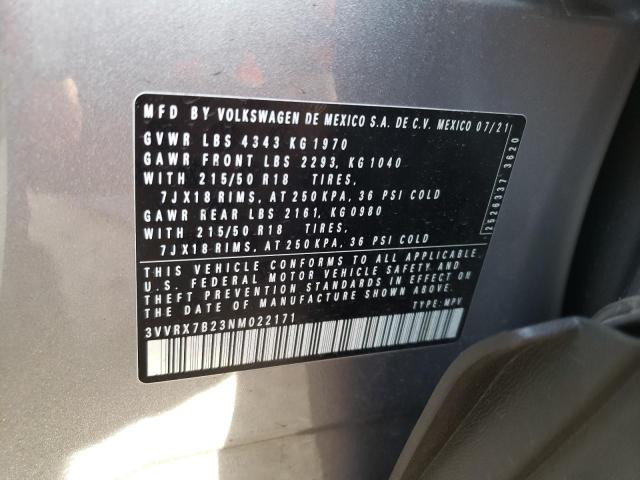 MFD BY VOLKSWAGEN DE MEXICO S.A. DE C.V. MEXICO 07/21
GVWR LBS 4343 KG 1970
GAWR FRONT LBS 2293, KG 1040
WITH 215/50 R18 TIRES,
7JX18 RIMS, AT 250 KPA, 36 PSI COLD
GAWR REAR LBS 2161, KG 0980
WITH 215/50 R18 TIRES,
7JX18 RIMS, AT 250 KPA, 36 PSI COLD
THIS VEHICLE CONFORMS TO ALL APPLICABLE
U.S. FEDERAL MOTOR VEHICLE SAFETY AND
THEFT PREVENTION STANDARDS IN EFFECT ON
THE DATE OF MANUFACTURE SHOWN ABOVE.
3VVRX7B23NM022171 TYPE: MPV
2526337 3620